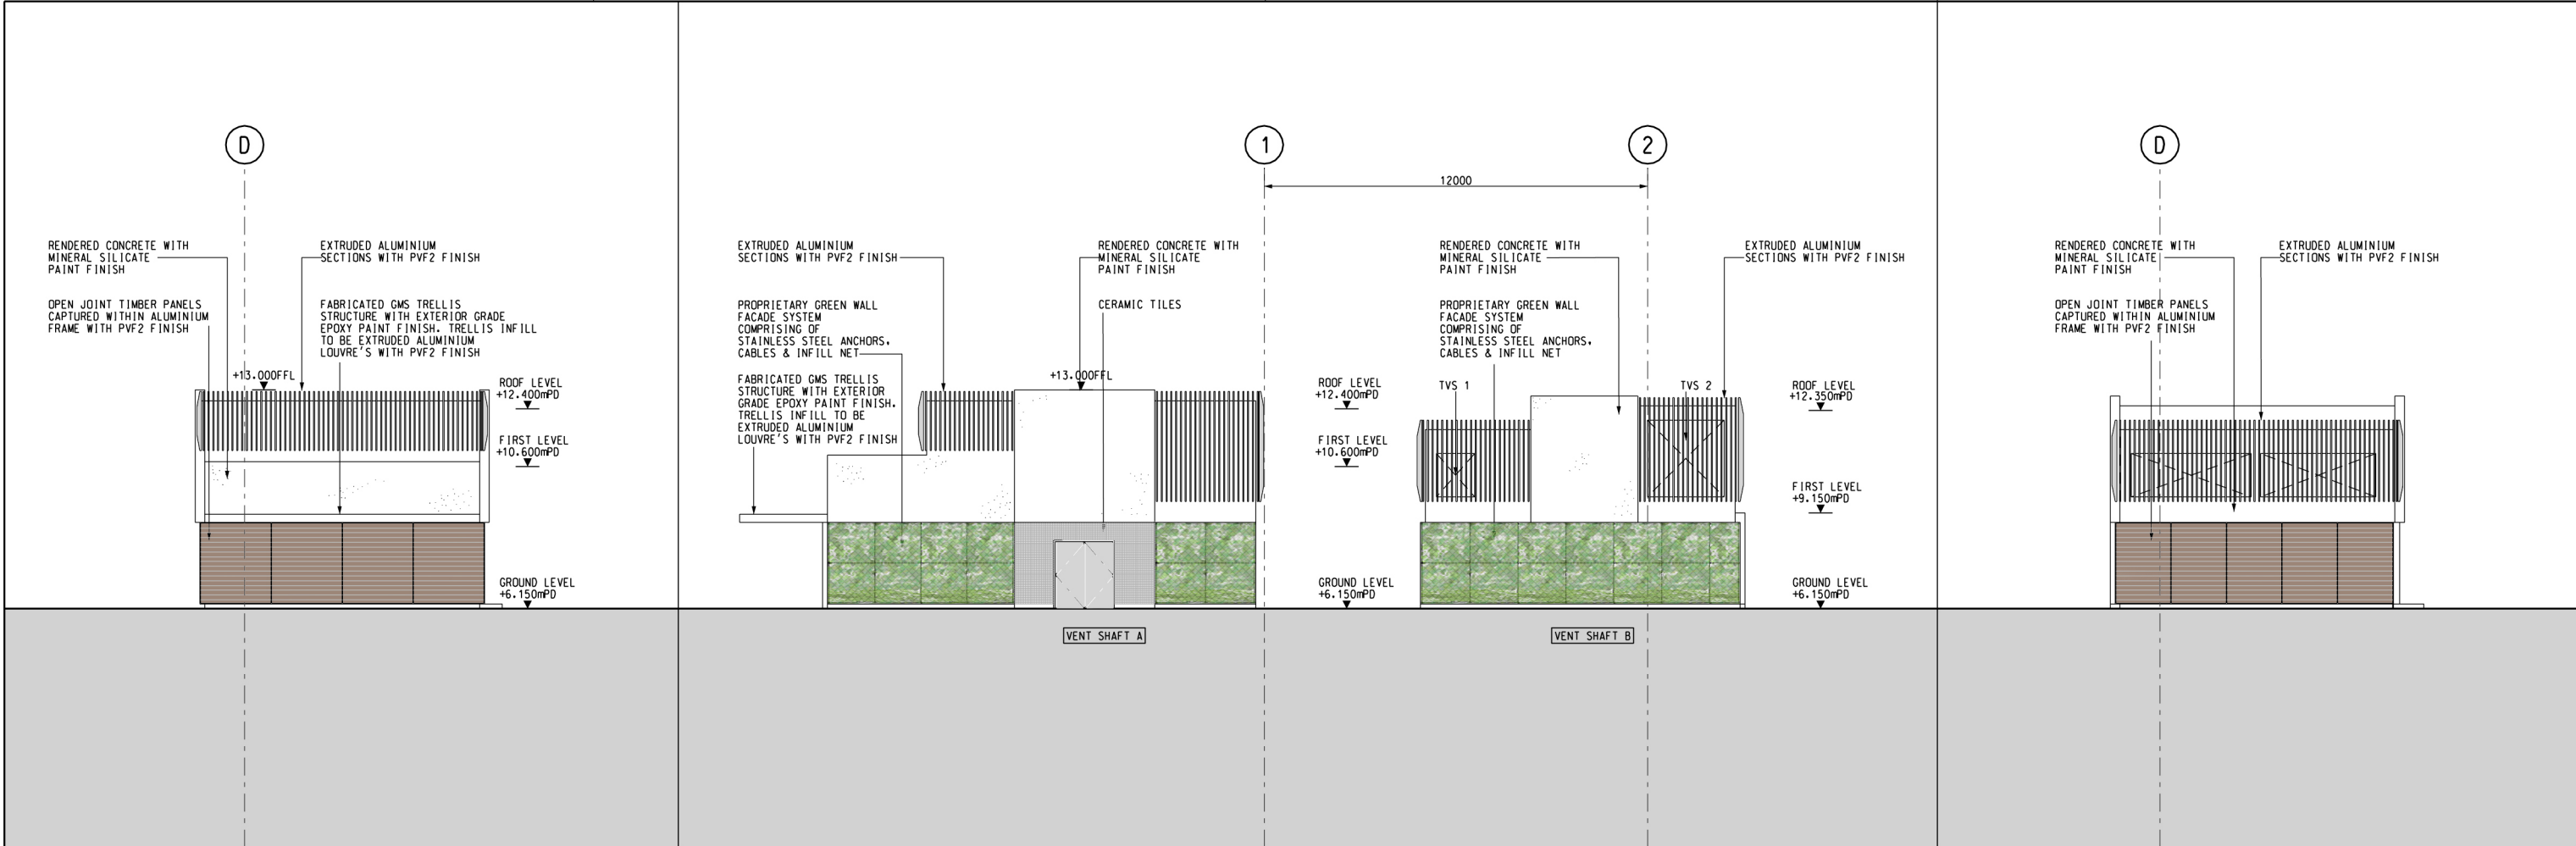 D
RENDERED CONCRETE WITH
MINERAL SILICATE
PAINT FINISH
EXTRUDED ALUMINIUM
SECTIONS WITH PVF2 FINISH
OPEN JOINT TIMBER PANELS
CAPTURED WITHIN ALUMINIUM
FRAME WITH PVF2 FINISH
FABRICATED GMS TRELLIS
STRUCTURE WITH EXTERIOR GRADE
EPOXY PAINT FINISH. TRELLIS INFILL
TO BE EXTRUDED ALUMINIUM
LOUVRE'S WITH PVF2 FINISH
+13.000FFL
ROOF LEVEL
+12.400mPD
FIRST LEVEL
+10.600mPD
GROUND LEVEL
+6.150mPD
1
2
12000
EXTRUDED ALUMINIUM
SECTIONS WITH PVF2 FINISH
RENDERED CONCRETE WITH
MINERAL SILICATE
PAINT FINISH
PROPRIETARY GREEN WALL
FACADE SYSTEM
COMPRISING OF
STAINLESS STEEL ANCHORS,
CABLES & INFILL NET
CERAMIC TILES
FABRICATED GMS TRELLIS
STRUCTURE WITH EXTERIOR
GRADE EPOXY PAINT FINISH.
TRELLIS INFILL TO BE
EXTRUDED ALUMINIUM
LOUVRE'S WITH PVF2 FINISH
+13.000FFL
ROOF LEVEL
+12.400mPD
FIRST LEVEL
+10.600mPD
GROUND LEVEL
+6.150mPD
VENT SHAFT A
RENDERED CONCRETE WITH
MINERAL SILICATE
PAINT FINISH
EXTRUDED ALUMINIUM
SECTIONS WITH PVF2 FINISH
PROPRIETARY GREEN WALL
FACADE SYSTEM
COMPRISING OF
STAINLESS STEEL ANCHORS,
CABLES & INFILL NET
TVS 1
TVS 2
ROOF LEVEL
+12.350mPD
FIRST LEVEL
+9.150mPD
GROUND LEVEL
+6.150mPD
VENT SHAFT B
D
RENDERED CONCRETE WITH
MINERAL SILICATE
PAINT FINISH
EXTRUDED ALUMINIUM
SECTIONS WITH PVF2 FINISH
OPEN JOINT TIMBER PANELS
CAPTURED WITHIN ALUMINIUM
FRAME WITH PVF2 FINISH